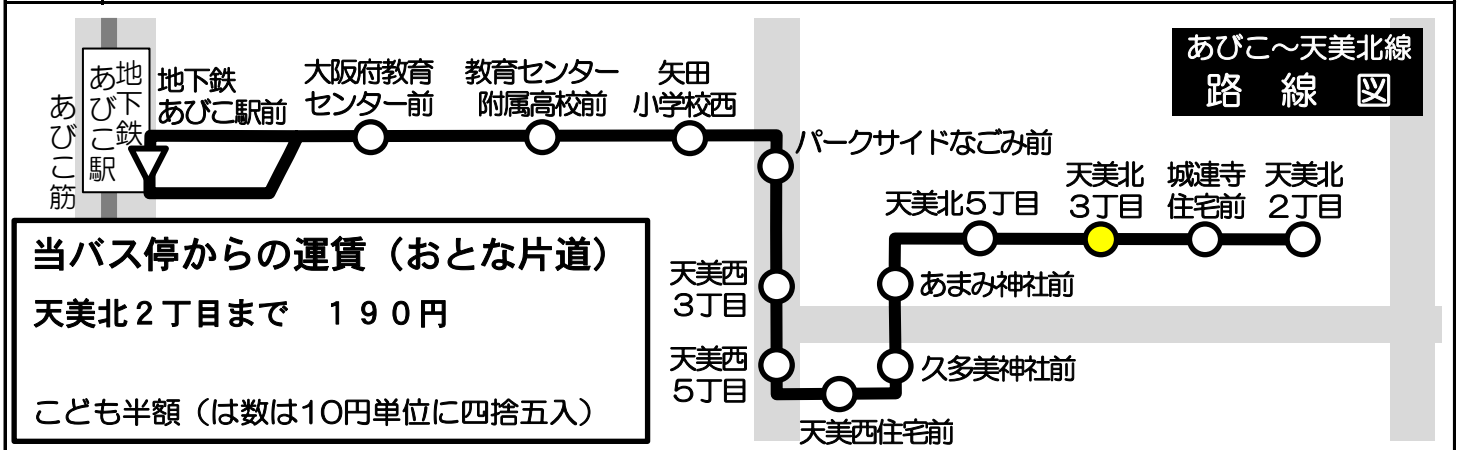 あびこ～天美北線
路線図
あびこ筋
地下鉄
あびこ駅
地下鉄
あびこ駅前
大阪府教育
センター前
教育センター
附属高校前
矢田
小学校西
パークサイドなごみ前
天美西
3丁目
天美西
5丁目
天美西住宅前
久多美神社前
あまみ神社前
天美北5丁目
天美北
3丁目
城連寺
住宅前
天美北
2丁目
当バス停からの運賃（おとな片道）
天美北２丁目まで　１９０円
こども半額（は数は10円単位に四捨五入）